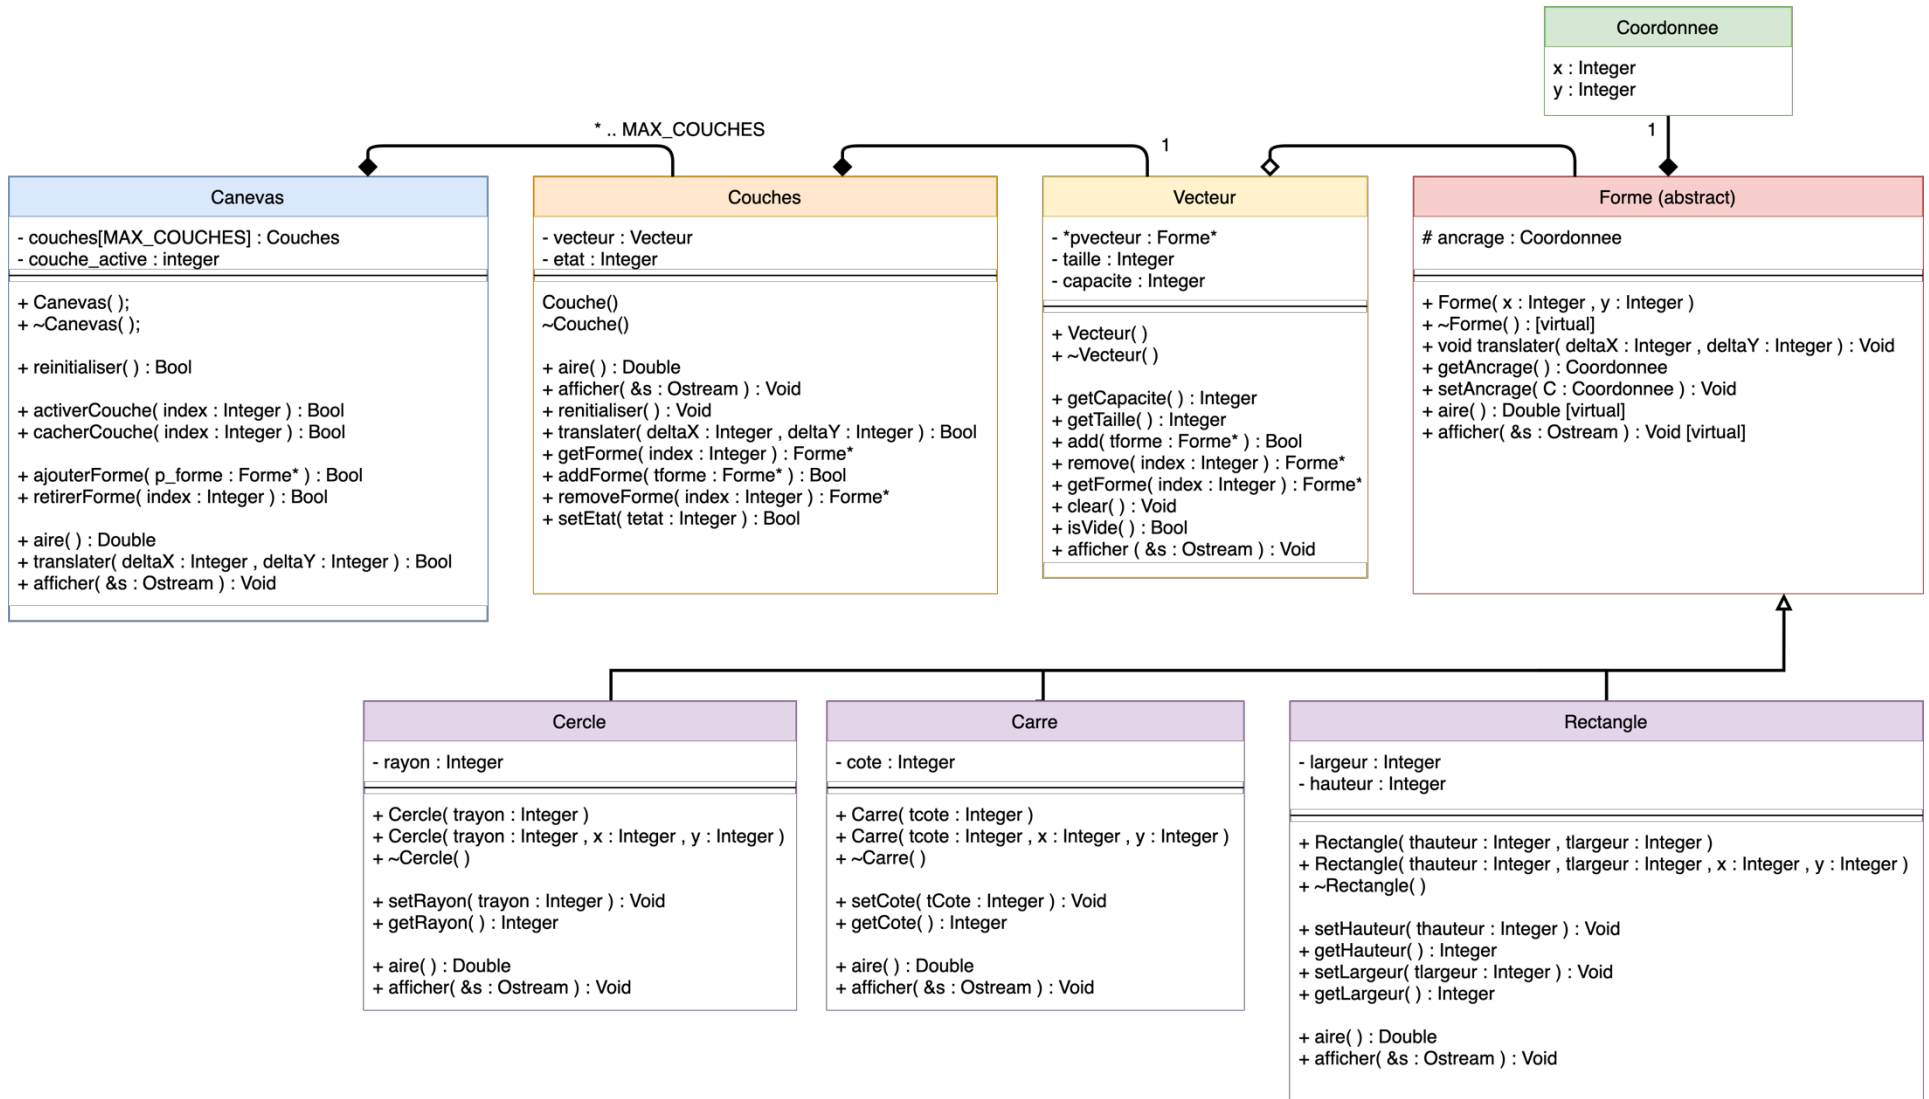 Coordonnee
x : Integer
y : Integer
* .. MAX_COUCHES
1
1
Canevas
- couches[MAX_COUCHES] : Couches
- couche_active : integer
+ Canevas( );
+ ~Canevas( );
+ reinitialiser( ) : Bool
+ activerCouche( index : Integer ) : Bool
+ cacherCouche( index : Integer ) : Bool
+ ajouterForme( p_forme : Forme* ) : Bool
+ retirerForme( index : Integer ) : Bool
+ aire( ) : Double
+ translater( deltaX : Integer , deltaY : Integer ) : Bool
+ afficher( &s : Ostream ) : Void
Couches
- vecteur : Vecteur
- etat : Integer
Couche()
~Couche()
+ aire( ) : Double
+ afficher( &s : Ostream ) : Void
+ renitialiser( ) : Void
+ translater( deltaX : Integer , deltaY : Integer ) : Bool
+ getForme( index : Integer ) : Forme*
+ addForme( tforme : Forme* ) : Bool
+ removeForme( index : Integer ) : Forme*
+ setEtat( tetat : Integer ) : Bool
Vecteur
- *pvecteur : Forme*
- taille : Integer
- capacite : Integer
+ Vecteur( )
+ ~Vecteur( )
+ getCapacite( ) : Integer
+ getTaille( ) : Integer
+ add( tforme : Forme* ) : Bool
+ remove( index : Integer ) : Forme*
+ getForme( index : Integer ) : Forme*
+ clear( ) : Void
+ isVide( ) : Bool
+ afficher ( &s : Ostream ) : Void
Forme (abstract)
# ancrage : Coordonnee
+ Forme( x : Integer , y : Integer )
+ ~Forme( ) : [virtual]
+ void translater( deltaX : Integer , deltaY : Integer ) : Void
+ getAncrage( ) : Coordonnee
+ setAncrage( C : Coordonnee ) : Void
+ aire( ) : Double [virtual]
+ afficher( &s : Ostream ) : Void [virtual]
Cercle
- rayon : Integer
+ Cercle( trayon : Integer )
+ Cercle( trayon : Integer , x : Integer , y : Integer )
+ ~Cercle( )
+ setRayon( trayon : Integer ) : Void
+ getRayon( ) : Integer
+ aire( ) : Double
+ afficher( &s : Ostream ) : Void
Carre
- cote : Integer
+ Carre( tcote : Integer )
+ Carre( tcote : Integer , x : Integer , y : Integer )
+ ~Carre( )
+ setCote( tCote : Integer ) : Void
+ getCote( ) : Integer
+ aire( ) : Double
+ afficher( &s : Ostream ) : Void
Rectangle
- largeur : Integer
- hauteur : Integer
+ Rectangle( thauteur : Integer , tlargeur : Integer )
+ Rectangle( thauteur : Integer , tlargeur : Integer , x : Integer , y : Integer )
+ ~Rectangle( )
+ setHauteur( thauteur : Integer ) : Void
+ getHauteur( ) : Integer
+ setLargeur( tlargeur : Integer ) : Void
+ getLargeur( ) : Integer
+ aire( ) : Double
+ afficher( &s : Ostream ) : Void